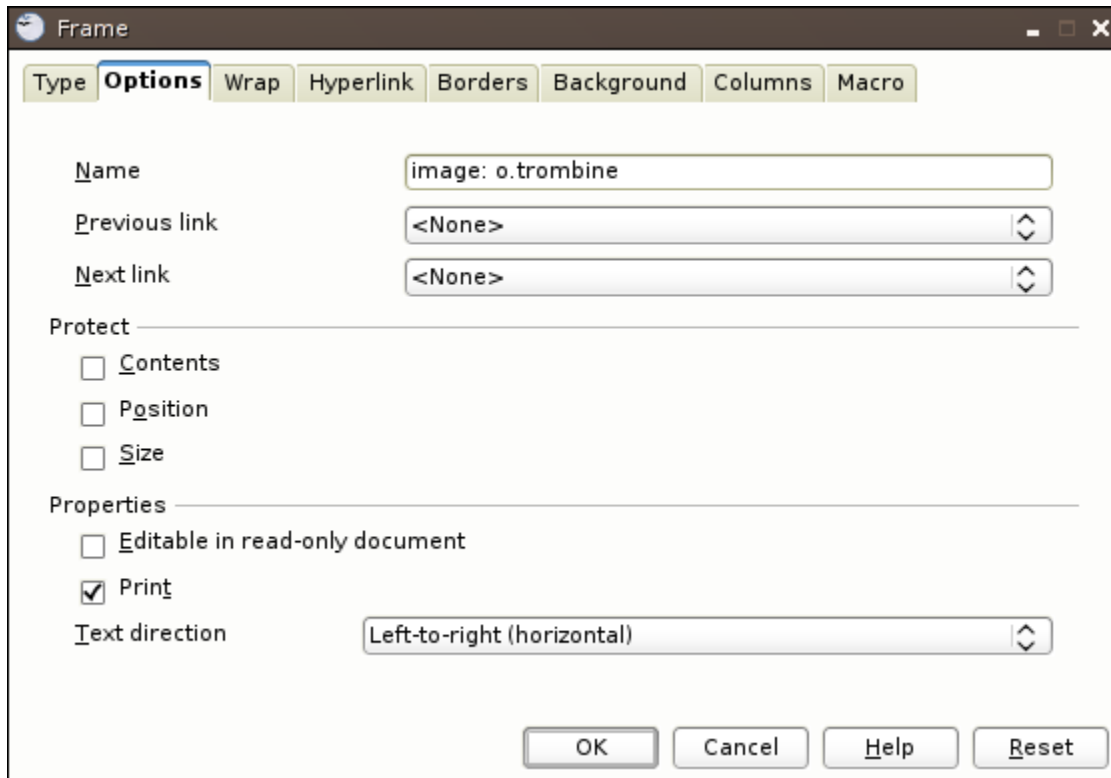 Frame
Type Options Wrap Hyperlink Borders Background Columns Macro
Name image: o.trombine
Previous link <None>
Next link <None>
Protect
Contents
Position
Size
Properties
Editable in read-only document
Print
Text direction Left-to-right (horizontal)
OK Cancel Help Reset